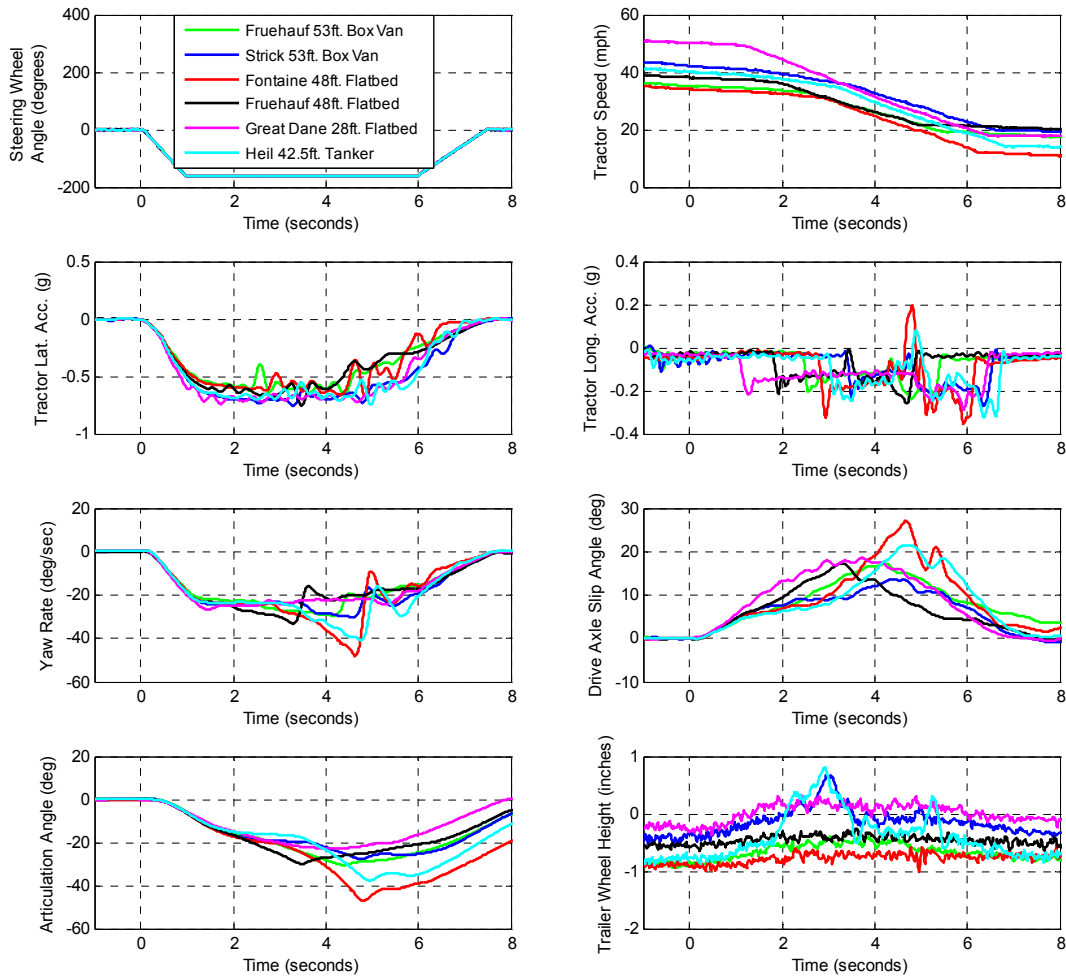 Steering Wheel
Angle (degrees)
400
200
0
-200
0 2 4 6 8
Time (seconds)
Fruehauf 53ft. Box Van
Strick 53ft. Box Van
Fontaine 48ft. Flatbed
Fruehauf 48ft. Flatbed
Great Dane 28ft. Flatbed
Heil 42.5ft. Tanker
Tractor Speed (mph)
60
40
20
0
0 2 4 6 8
Time (seconds)
Tractor Lat. Acc. (g)
0.5
0
-0.5
-1
0 2 4 6 8
Time (seconds)
Tractor Long. Acc. (g)
0.4
0.2
0
-0.2
-0.4
0 2 4 6 8
Time (seconds)
Yaw Rate (deg/sec)
20
0
-20
-40
-60
0 2 4 6 8
Time (seconds)
Drive Axle Slip Angle (deg)
30
20
10
0
-10
0 2 4 6 8
Time (seconds)
Articulation Angle (deg)
20
0
-20
-40
-60
0 2 4 6 8
Time (seconds)
Trailer Wheel Height (inches)
1
0
-1
-2
0 2 4 6 8
Time (seconds)